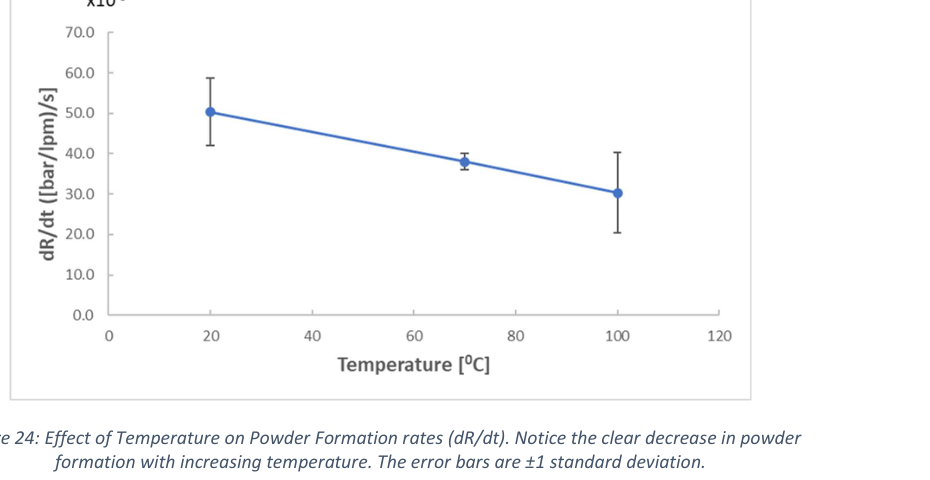 70.0
60.0
50.0
40.0
30.0
20.0
10.0
0.0
dR/dt ([bar/lpm)/s]
0 20 40 60 80 100 120
Temperature [⁰C]
24: Effect of Temperature on Powder Formation rates (dR/dt). Notice the clear decrease in powder
formation with increasing temperature. The error bars are ±1 standard deviation.